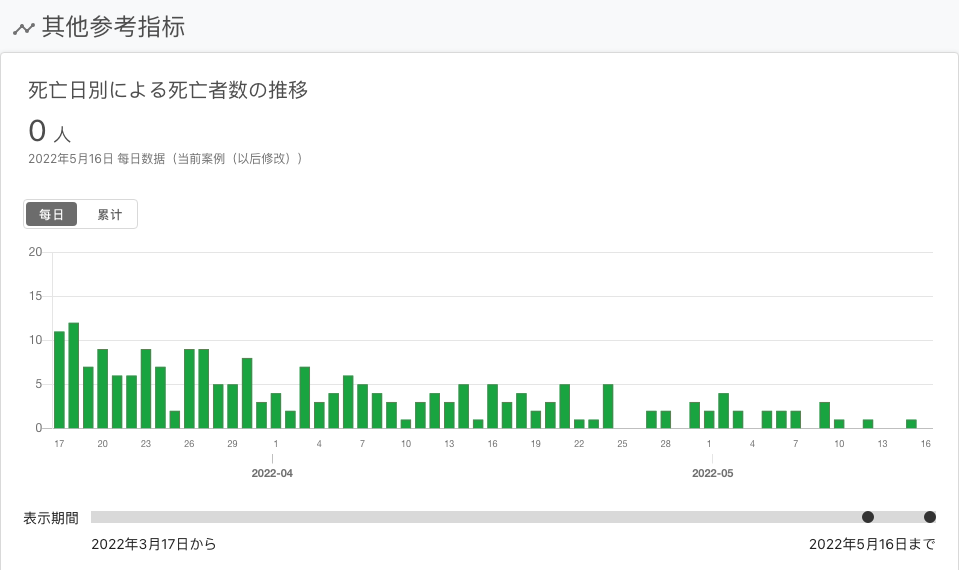 其他参考指标
死亡日別による死亡者数の推移
0 人
2022年5月16日 每日数据（当前案例（以后修改））
每日 累计
20
15
10
5
0
17 20 23 26 29 1 4 7 10 13 16 19 22 25 28 1 4 7 10 13 16
2022-04 2022-05
表示期間
2022年3月17日から 2022年5月16日まで